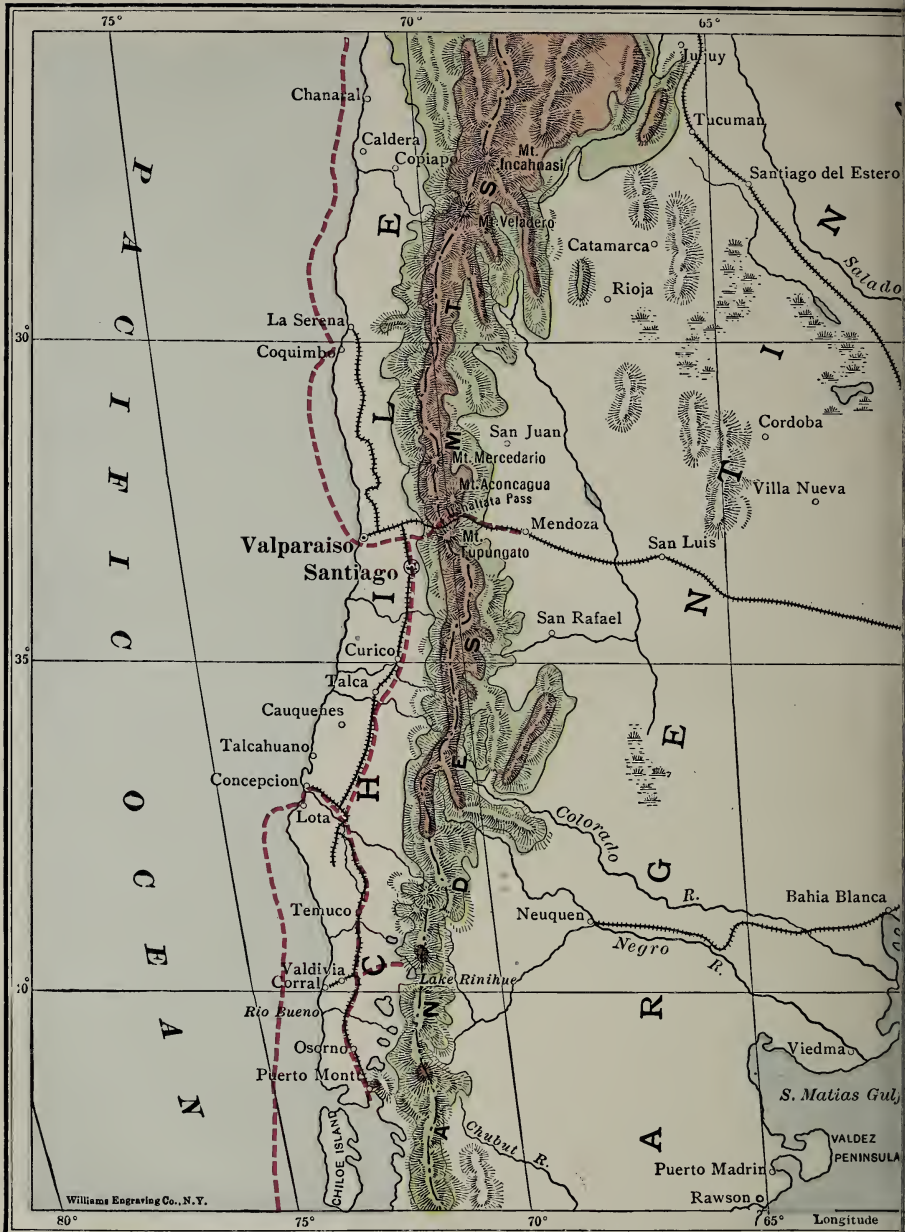 75°
70°
65°
Jujuy
Chanaral
Tucuman
Caldera
Copiapo
Mt.
Incahuasi
Santiago del Estero
Mt. Veladero
Catamarca
Rioja
Salado
La Serena
30
Coquimbo
Cordoba
San Juan
Mt. Mercedario
Mt. Aconcagua
Villa Nueva
Pass
Valparaiso
Mendoza
Mt.
Tupungato
San Luis
Santiago
San Rafael
Curico
35
Talca
Cauquenes
Talcahuano
Concepcion
Lota
Colorado
R.
Bahia Blanca
Temuco
Neuquen
Negro
R.
Valdivia
Corral
Lake Rinihue
Rio Bueno
Osorno
Viedma
Puerto Montt
S. Matias Gulf
CHILOE ISLAND
Chubut R.
VALDEZ
PENINSULA
Puerto Madrin
Rawson
PACIFIC OCEAN
CHILE
ANDES MTS
ARGENTIN
Williams Engraving Co., N.Y.
80°
75°
70°
65°
Longitude